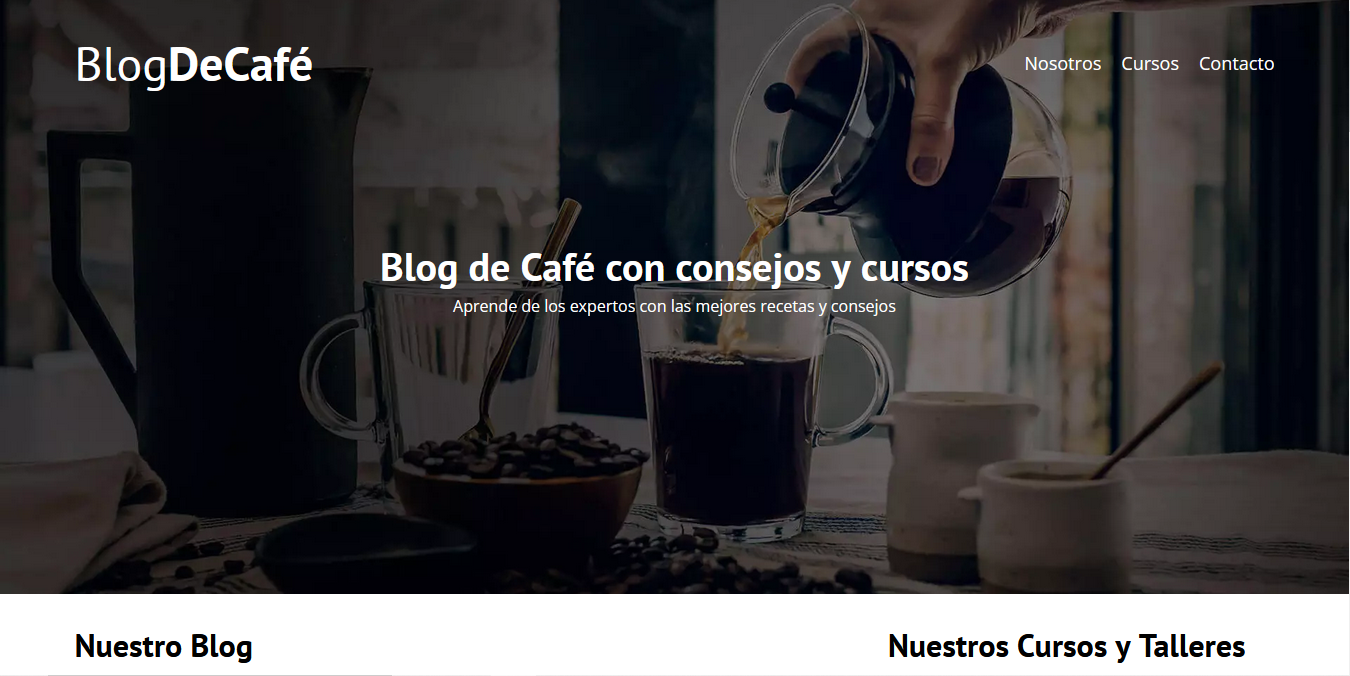 BlogDeCafé
Nosotros Cursos Contacto
Blog de Café con consejos y cursos
Aprende de los expertos con las mejores recetas y consejos
Nuestro Blog
Nuestros Cursos y Talleres